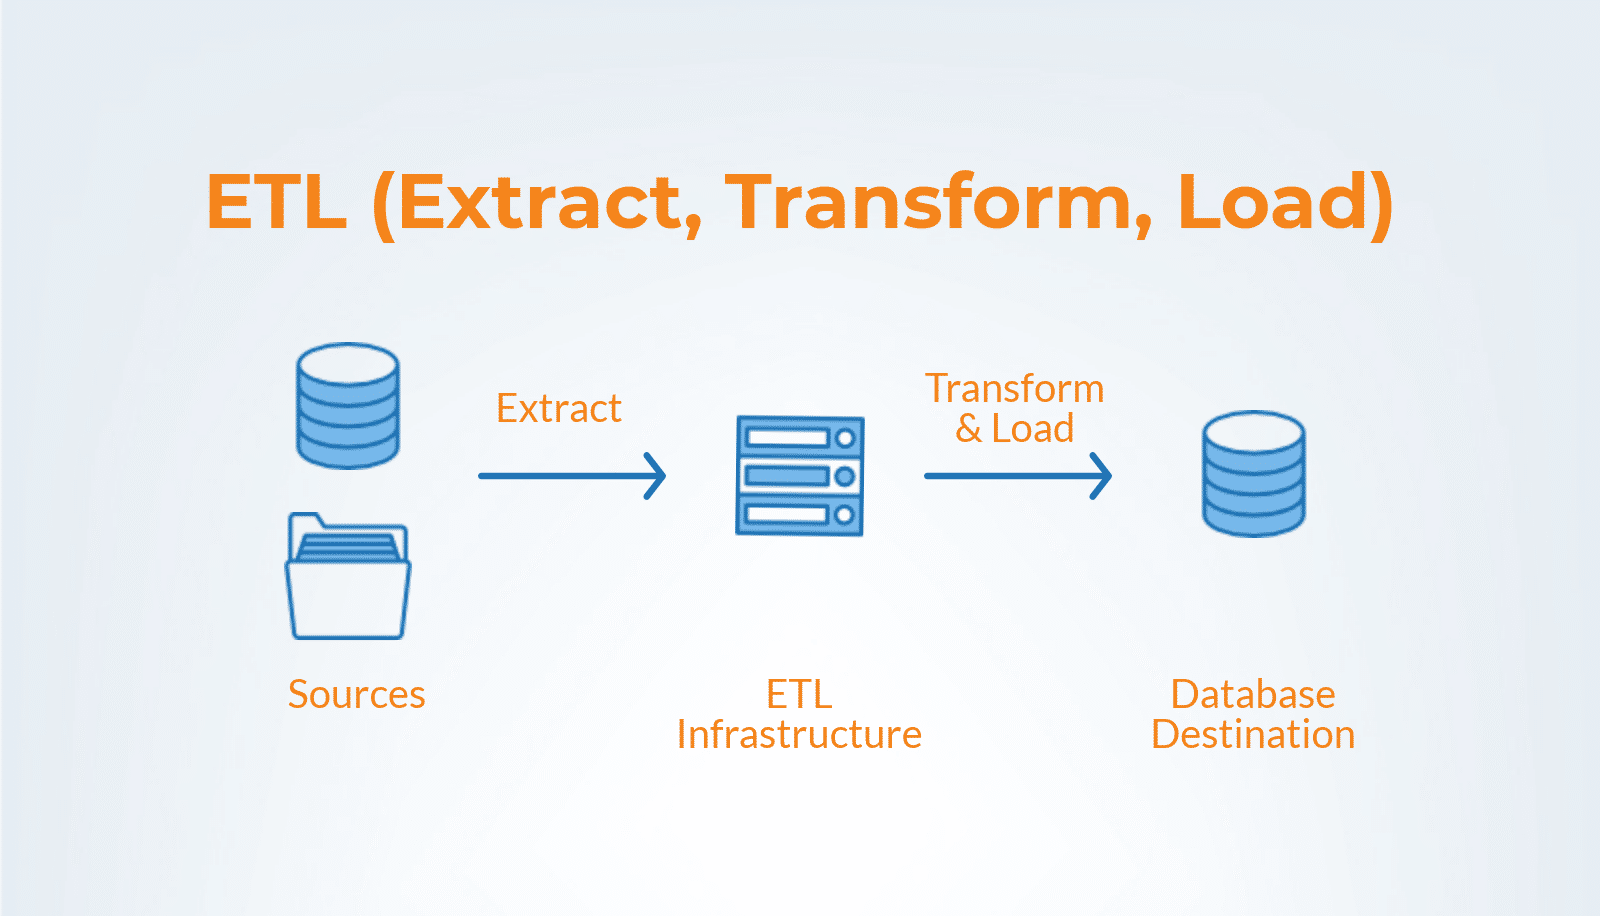 ETL (Extract, Transform, Load)
Extract
Transform
& Load
Sources
ETL
Infrastructure
Database
Destination